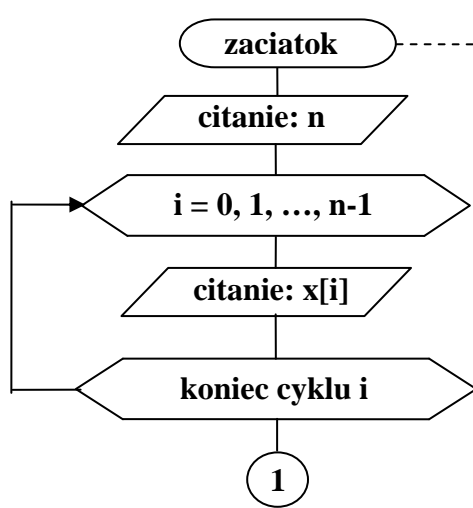 zaciatok
citanie: n
i = 0, 1, …, n-1
citanie: x[i]
koniec cyklu i
1